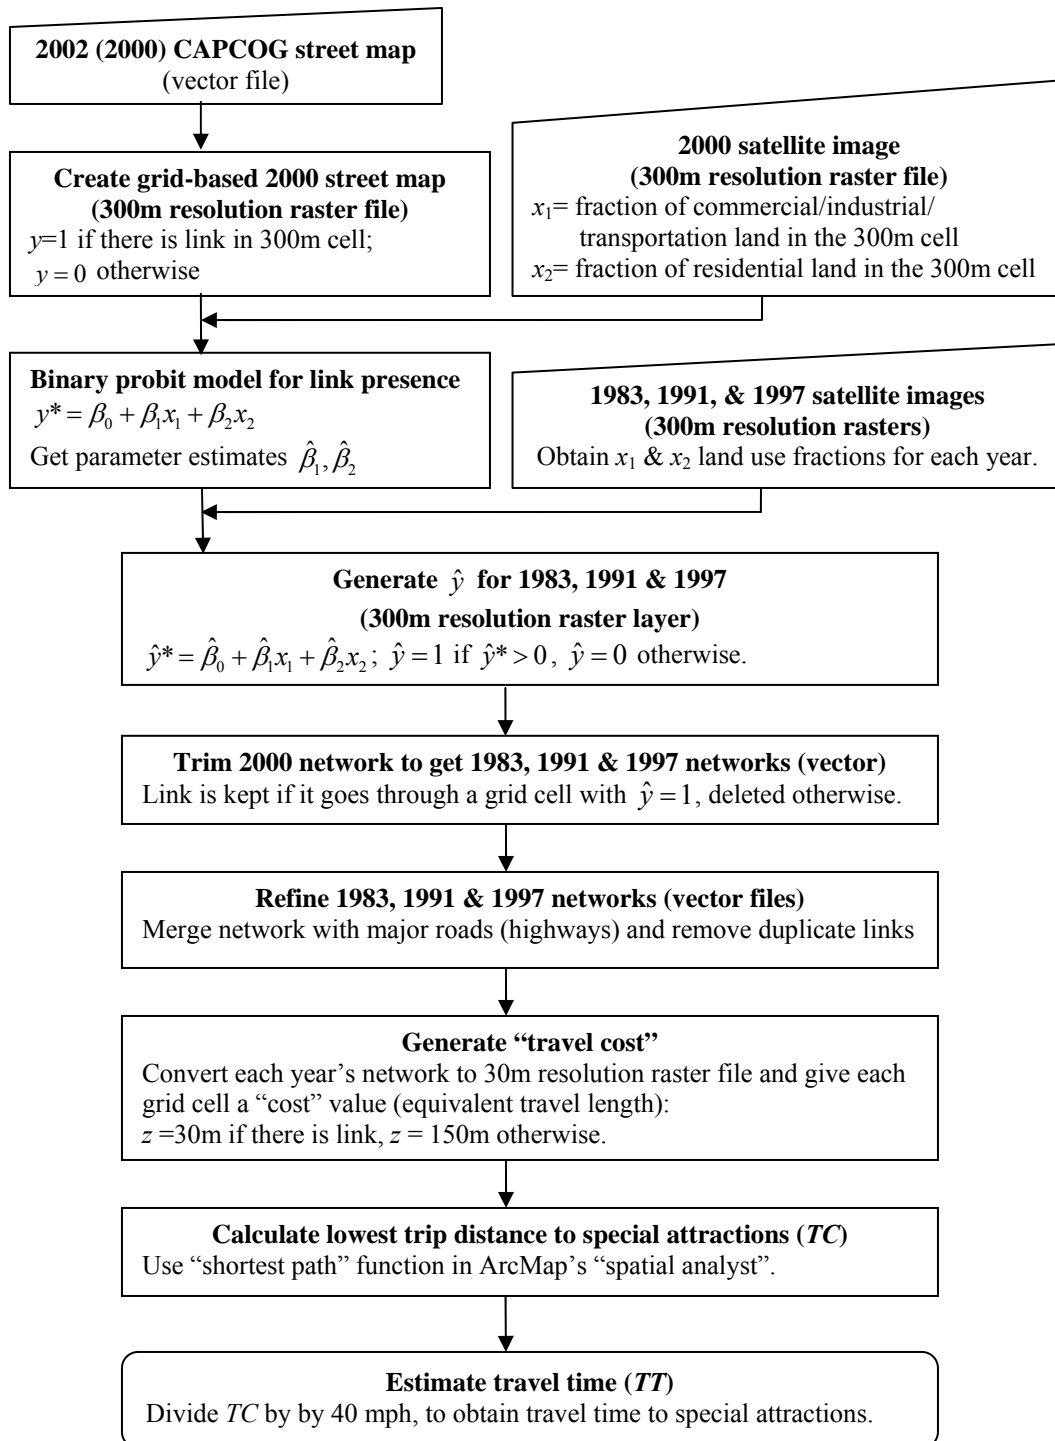 2002 (2000) CAPCOG street map
(vector file)
Create grid-based 2000 street map
(300m resolution raster file)
y=1 if there is link in 300m cell;
y = 0 otherwise
2000 satellite image
(300m resolution raster file)
x₁= fraction of commercial/industrial/
transportation land in the 300m cell
x₂= fraction of residential land in the 300m cell
Binary probit model for link presence
y* = β₀ + β₁x₁ + β₂x₂
Get parameter estimates β̂₁, β̂₂
1983, 1991, & 1997 satellite images
(300m resolution rasters)
Obtain x₁ & x₂ land use fractions for each year.
Generate ŷ for 1983, 1991 & 1997
(300m resolution raster layer)
ŷ* = β̂₀ + β̂₁x₁ + β̂₂x₂; ŷ = 1 if ŷ* > 0, ŷ = 0 otherwise.
Trim 2000 network to get 1983, 1991 & 1997 networks (vector)
Link is kept if it goes through a grid cell with ŷ = 1, deleted otherwise.
Refine 1983, 1991 & 1997 networks (vector files)
Merge network with major roads (highways) and remove duplicate links
Generate “travel cost”
Convert each year’s network to 30m resolution raster file and give each
grid cell a “cost” value (equivalent travel length):
z =30m if there is link, z = 150m otherwise.
Calculate lowest trip distance to special attractions (TC)
Use “shortest path” function in ArcMap’s “spatial analyst”.
Estimate travel time (TT)
Divide TC by by 40 mph, to obtain travel time to special attractions.